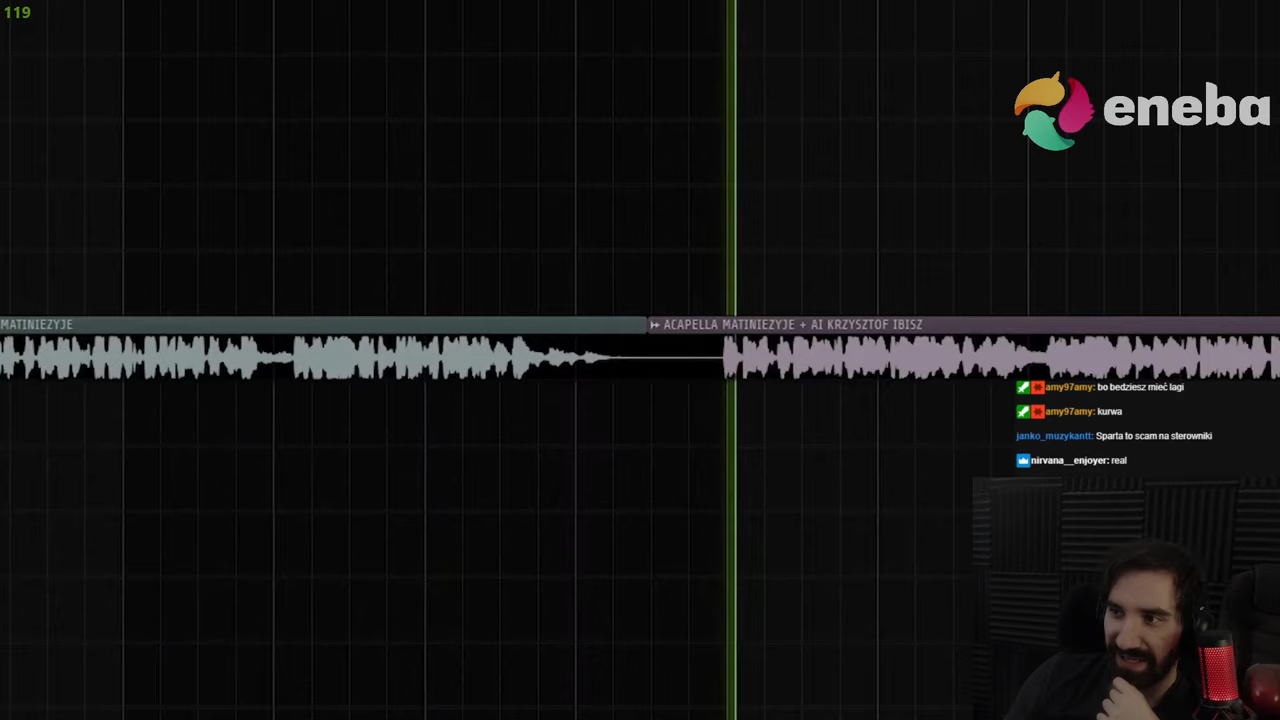 119
eneba
MATINIEZYJE
ACAPELLA MATINIEZYJE + AI KRZYSZTOF IBISZ
amy97amy: bo bedziesz mieć lagi
amy97amy: kurwa
janko_muzykantt: Sparta to scam na sterowniki
nirvana__enjoyer: real